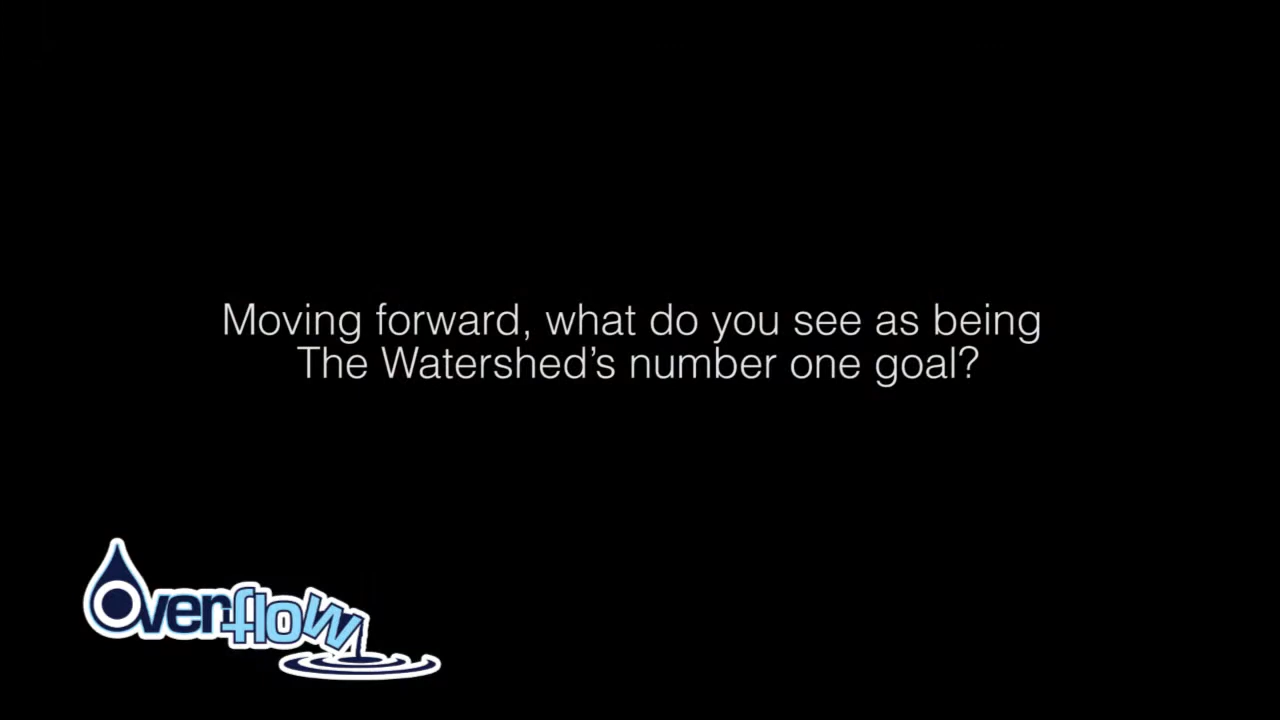 Moving forward, what do you see as being
The Watershed’s number one goal?
Overflow